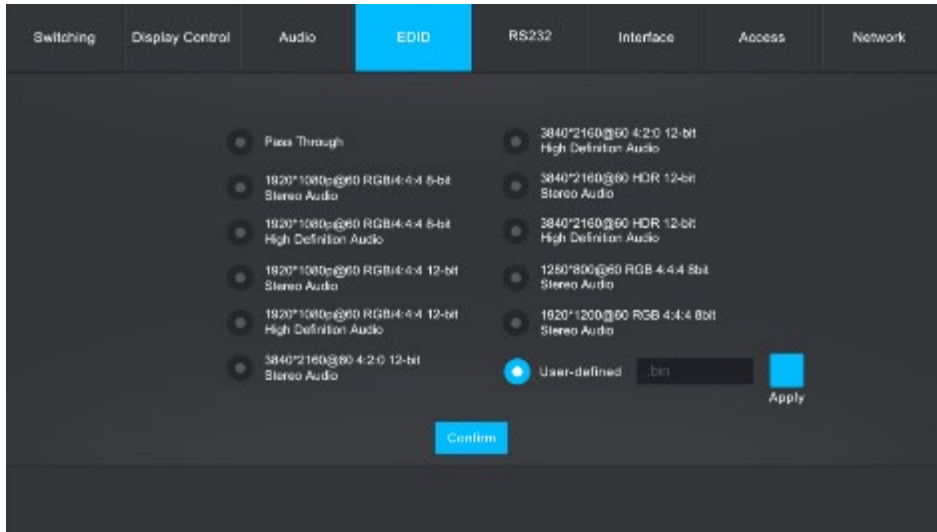 Switching
Display Control
Audio
EDID
RS232
Interface
Access
Network
Pass Through
1920*1080p@60 RGB/4:4:4 8-bit
Stereo Audio
1920*1080p@60 RGB/4:4:4 8-bit
High Definition Audio
1920*1080p@60 RGB/4:4:4 12-bit
Stereo Audio
1920*1080p@60 RGB/4:4:4 12-bit
High Definition Audio
3840*2160@60 4:2:0 12-bit
Stereo Audio
3840*2160@60 4:2:0 12-bit
High Definition Audio
3840*2160@60 HDR 12-bit
Stereo Audio
3840*2160@60 HDR 12-bit
High Definition Audio
1280*800@60 RGB 4:4:4 8bit
Stereo Audio
1920*1200@60 RGB 4:4:4 8bit
Stereo Audio
User-defined
.bin
Apply
Confirm